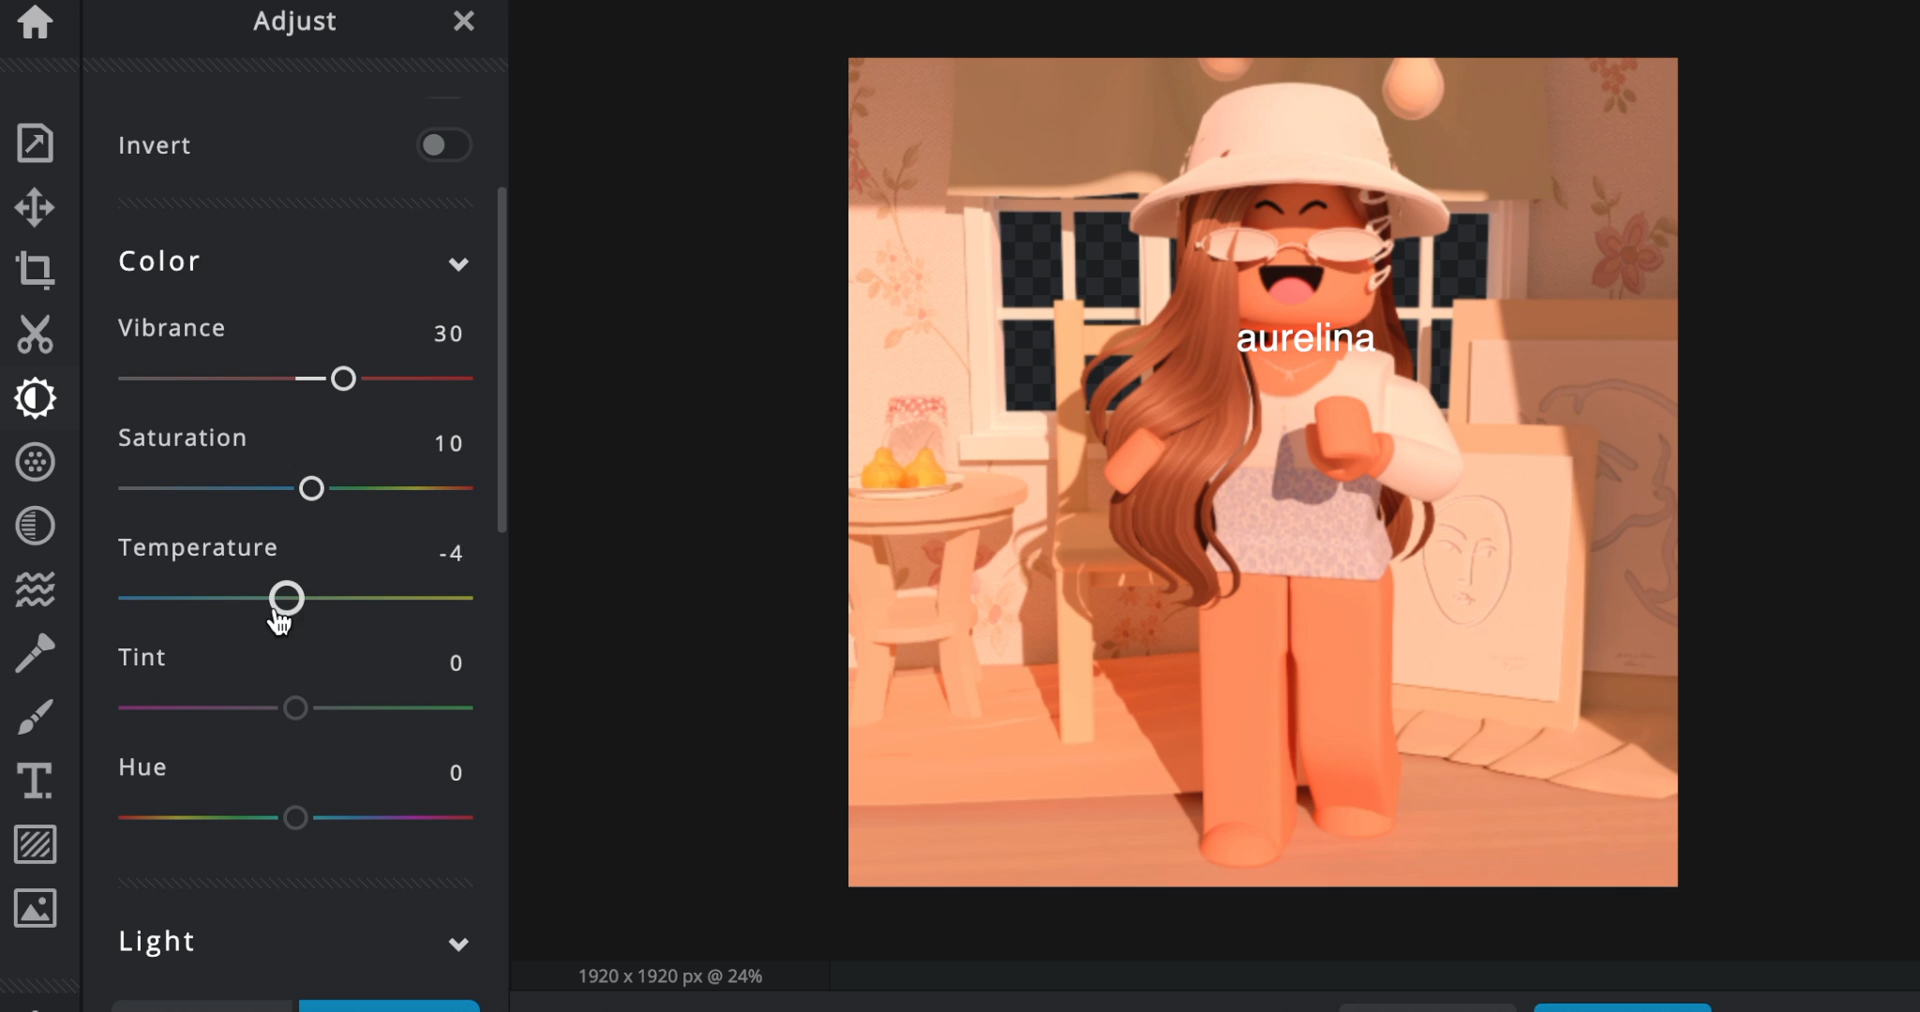 Adjust
Invert
Color
Vibrance 30
Saturation 10
Temperature -4
Tint 0
Hue 0
Light
aurelina
1920 x 1920 px @ 24%